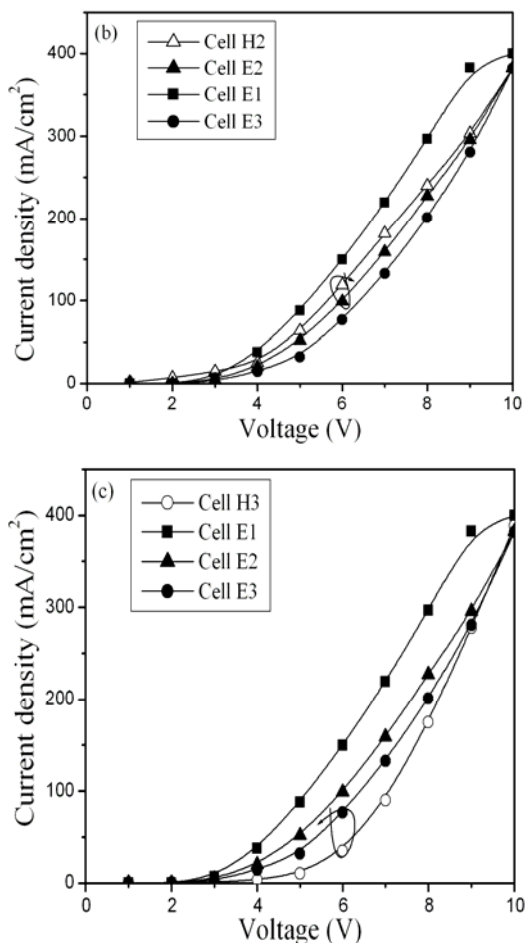 (b)
Cell H2
Cell E2
Cell E1
Cell E3
400
300
200
100
0
Current density (mA/cm²)
0 2 4 6 8 10
Voltage (V)
(c)
Cell H3
Cell E1
Cell E2
Cell E3
400
300
200
100
0
Current density (mA/cm²)
0 2 4 6 8 10
Voltage (V)